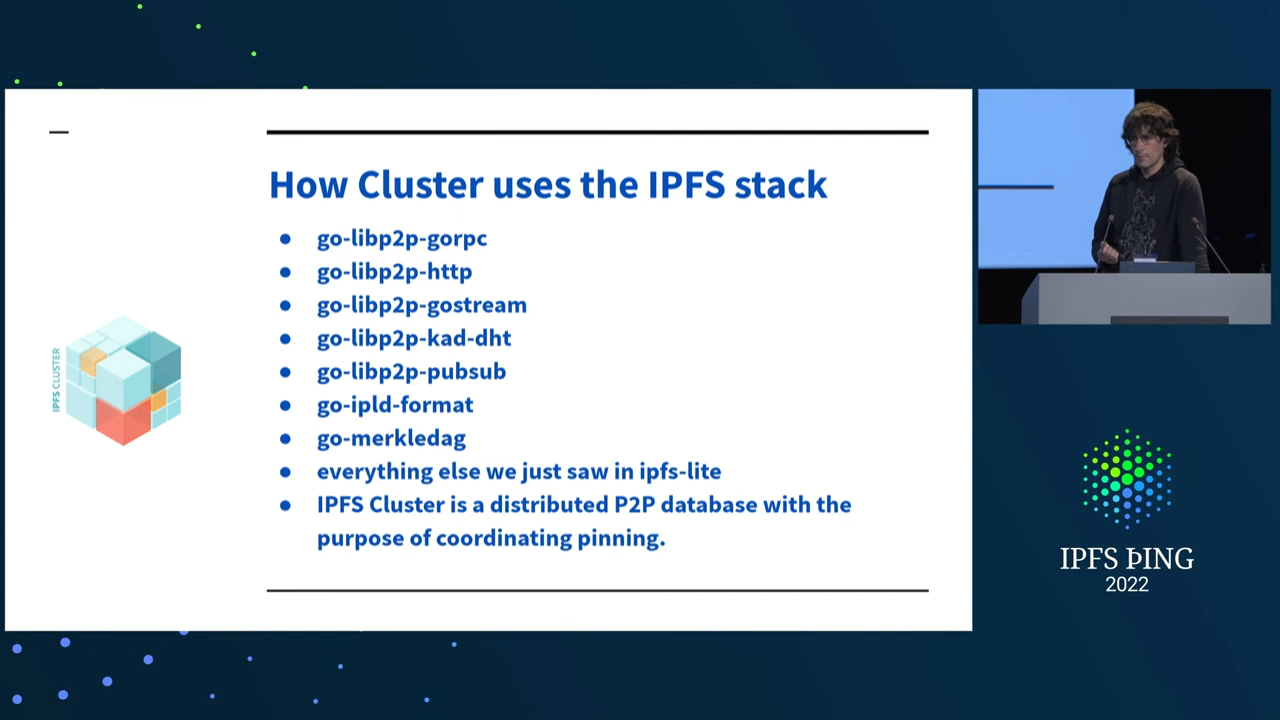 How Cluster uses the IPFS stack
● go-libp2p-gorpc
● go-libp2p-http
● go-libp2p-gostream
● go-libp2p-kad-dht
● go-libp2p-pubsub
● go-ipld-format
● go-merkledag
● everything else we just saw in ipfs-lite
● IPFS Cluster is a distributed P2P database with the
purpose of coordinating pinning.
IPFS CLUSTER
IPFS ÞING
2022